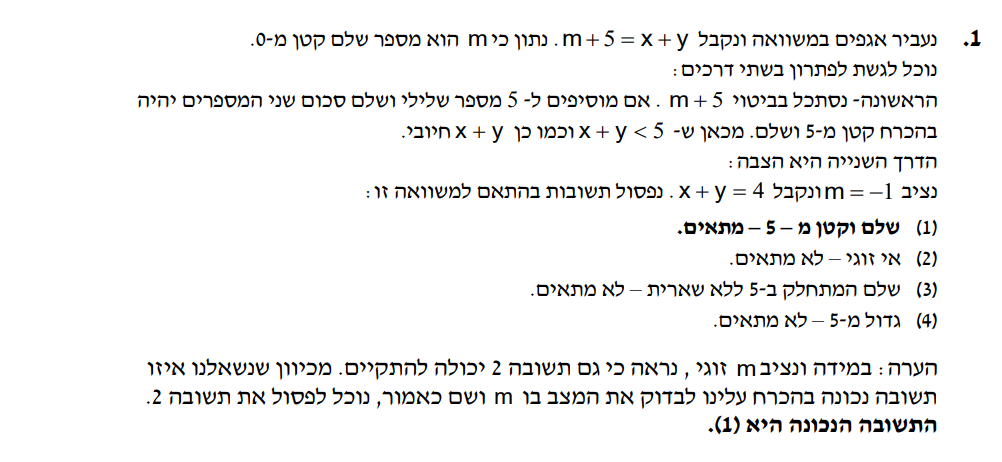 1. נעביר אגפים במשוואה ונקבל m + 5 = x + y. נתון כי m הוא מספר שלם קטן מ-0.
נוכל לגשת לפתרון בשתי דרכים:
הראשונה- נסתכל בביטוי m + 5 . אם מוסיפים ל- 5 מספר שלילי ושלם סכום שני המספרים יהיה
בהכרח קטן מ-5 ושלם. מכאן ש- x + y < 5 וכמו כן x + y חיובי.
הדרך השנייה היא הצבה:
נציב m = −1 ונקבל x + y = 4 . נפסול תשובות בהתאם למשוואה זו:
(1) שלם וקטן מ – 5 – מתאים.
(2) אי זוגי – לא מתאים.
(3) שלם המתחלק ב-5 ללא שארית – לא מתאים.
(4) גדול מ-5 – לא מתאים.
הערה: במידה ונציב m זוגי, נראה כי גם תשובה 2 יכולה להתקיים. מכיוון שנשאלנו איזו
תשובה נכונה בהכרח עלינו לבדוק את המצב בו m ושם כאמור, נוכל לפסול את תשובה 2.
התשובה הנכונה היא (1).